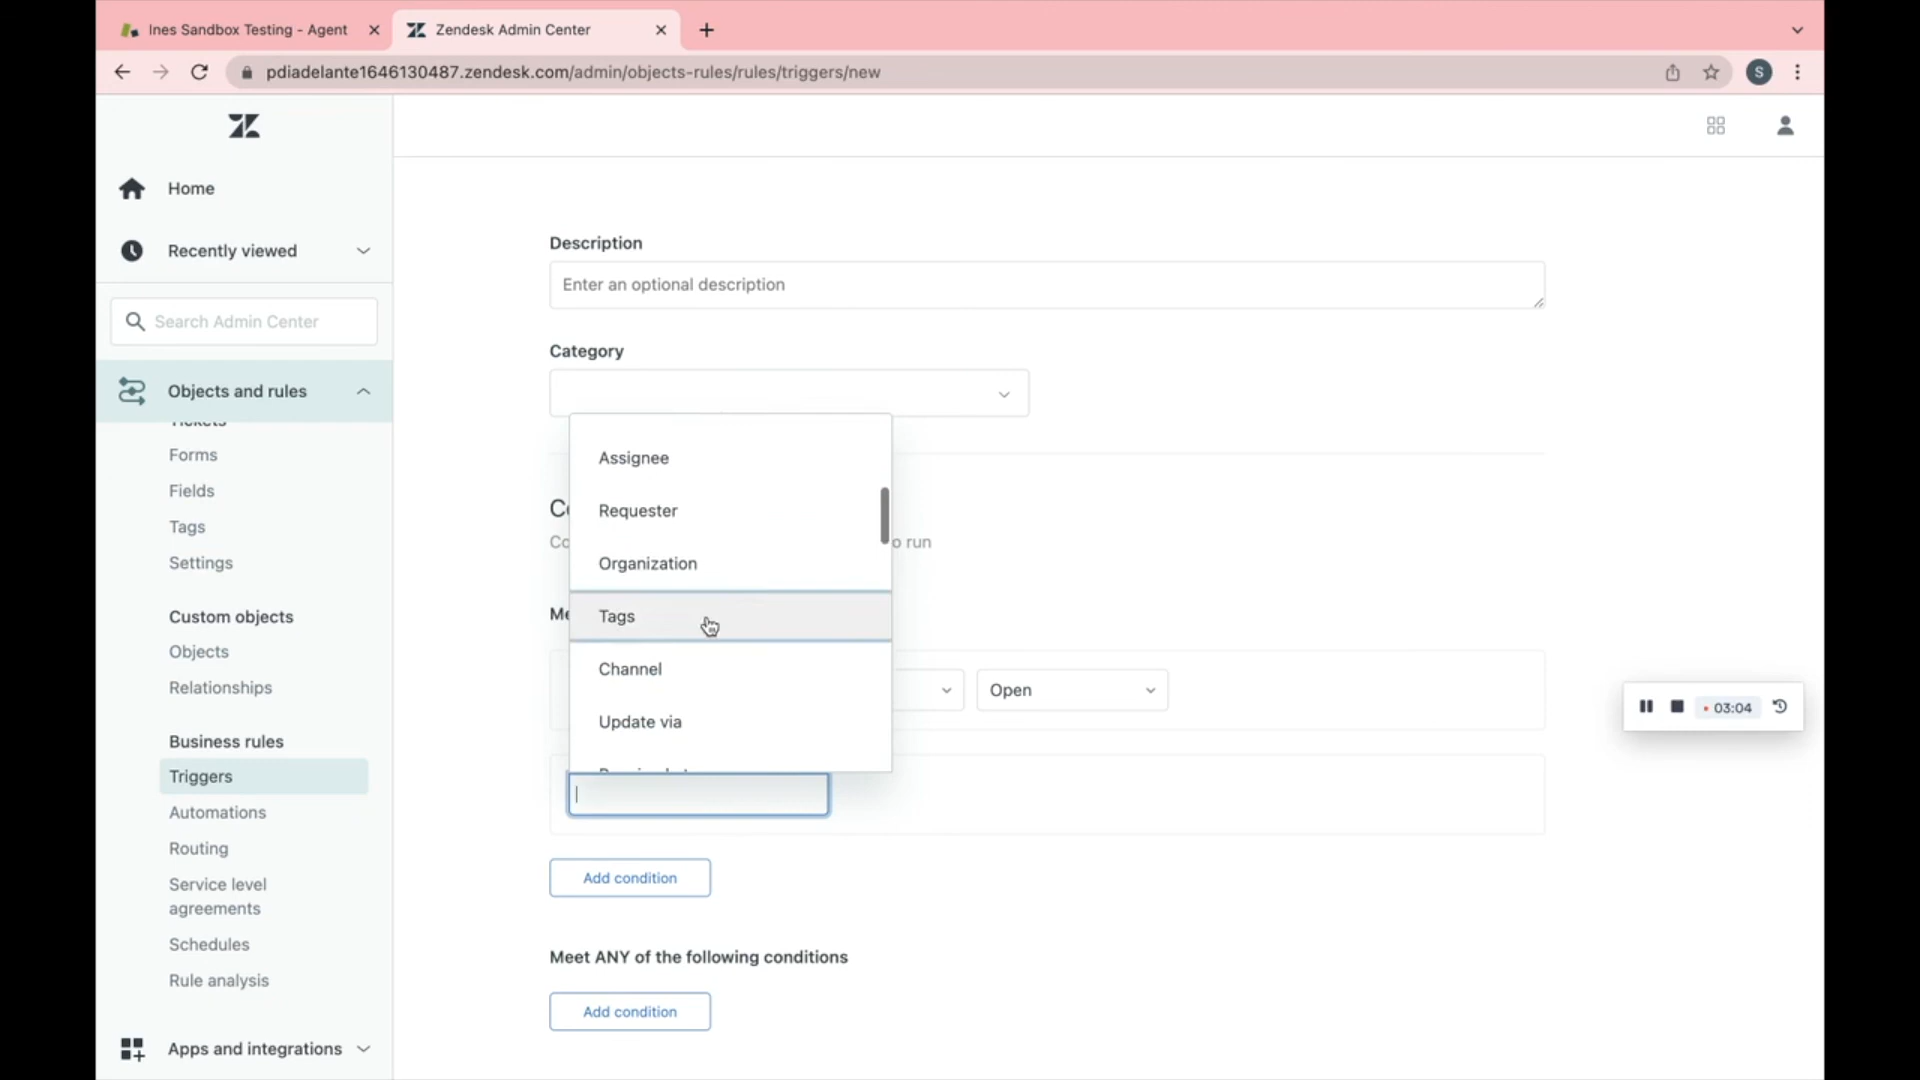 Ines Sandbox Testing - Agent
Zendesk Admin Center
pdiadelante1646130487.zendesk.com/admin/objects-rules/rules/triggers/new
S
Home
Recently viewed
Search Admin Center
Objects and rules
Tickets
Forms
Fields
Tags
Settings
Custom objects
Objects
Relationships
Business rules
Triggers
Automations
Routing
Service level
agreements
Schedules
Rule analysis
Apps and integrations
Description
Enter an optional description
Category
Assignee
Requester
Organization
Tags
Channel
Update via
o run
Open
Add condition
Meet ANY of the following conditions
Add condition
03:04